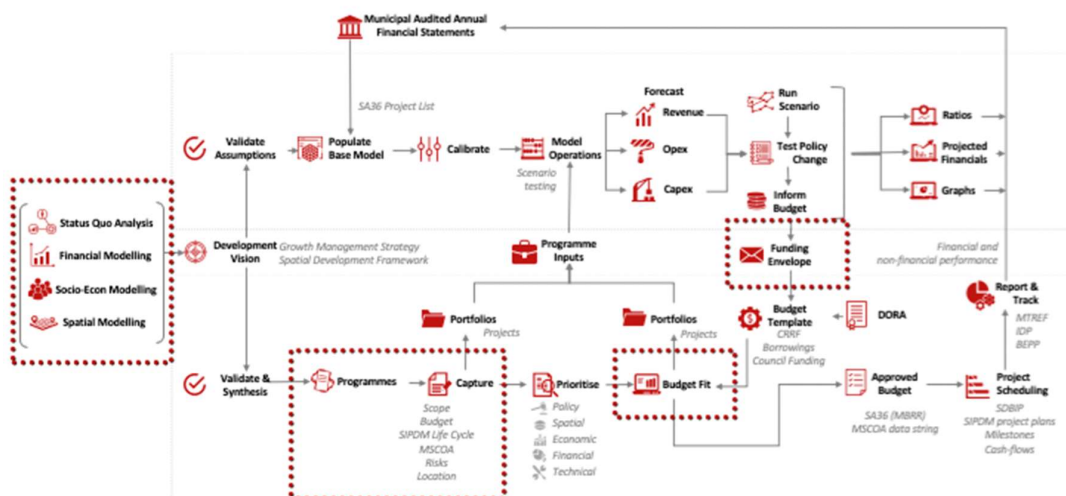 Municipal Audited Annual
Financial Statements
SA36 Project List
Validate
Assumptions
Populate
Base Model
Calibrate
Model
Operations
Scenario
testing
Forecast
Revenue
Opex
Capex
Run
Scenario
Test Policy
Change
Inform
Budget
Ratios
Projected
Financials
Graphs
Status Quo Analysis
Financial Modelling
Socio-Econ Modelling
Spatial Modelling
Development
Vision
Growth Management Strategy
Spatial Development Framework
Programme
Inputs
Funding
Envelope
Financial and
non-financial performance
Portfolios
Projects
Portfolios
Projects
Budget
Template
CRRF
Borrowings
Council Funding
DORA
Report &
Track
MTREF
IDP
BEPP
Validate &
Synthesis
Programmes
Capture
Scope
Budget
SIPDM Life Cycle
MSCOA
Risks
Location
Prioritise
Policy
Spatial
Economic
Financial
Technical
Budget Fit
Approved
Budget
SA36 (MBRR)
MSCOA data string
Project
Scheduling
SDBIP
SIPDM project plans
Milestones
Cash-flows